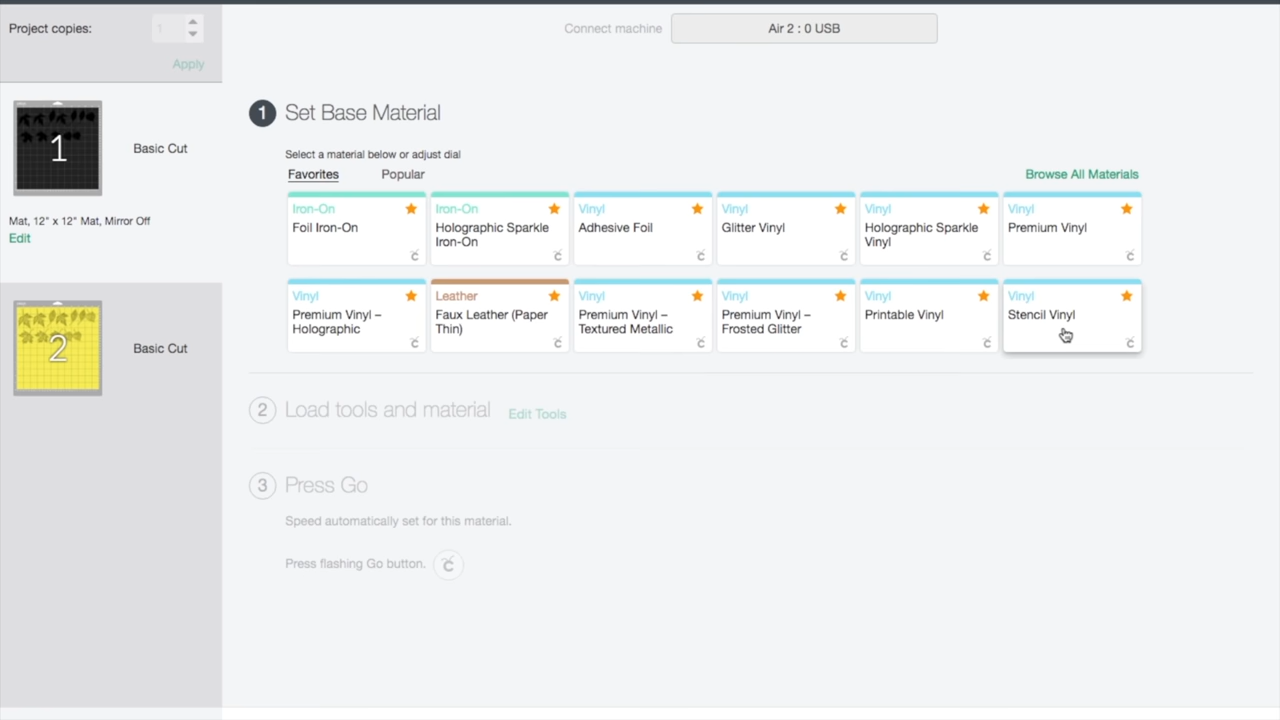 Project copies:
1
Apply
Connect machine
Air 2 : 0 USB
1
Basic Cut
Mat, 12" x 12" Mat, Mirror Off
Edit
2
Basic Cut
1 Set Base Material
Select a material below or adjust dial
Favorites Popular Browse All Materials
Iron-On
Foil Iron-On
Iron-On
Holographic Sparkle
Iron-On
Vinyl
Adhesive Foil
Vinyl
Glitter Vinyl
Vinyl
Holographic Sparkle
Vinyl
Vinyl
Premium Vinyl
Vinyl
Premium Vinyl –
Holographic
Leather
Faux Leather (Paper
Thin)
Vinyl
Premium Vinyl –
Textured Metallic
Vinyl
Premium Vinyl –
Frosted Glitter
Vinyl
Printable Vinyl
Vinyl
Stencil Vinyl
2 Load tools and material Edit Tools
3 Press Go
Speed automatically set for this material.
Press flashing Go button.